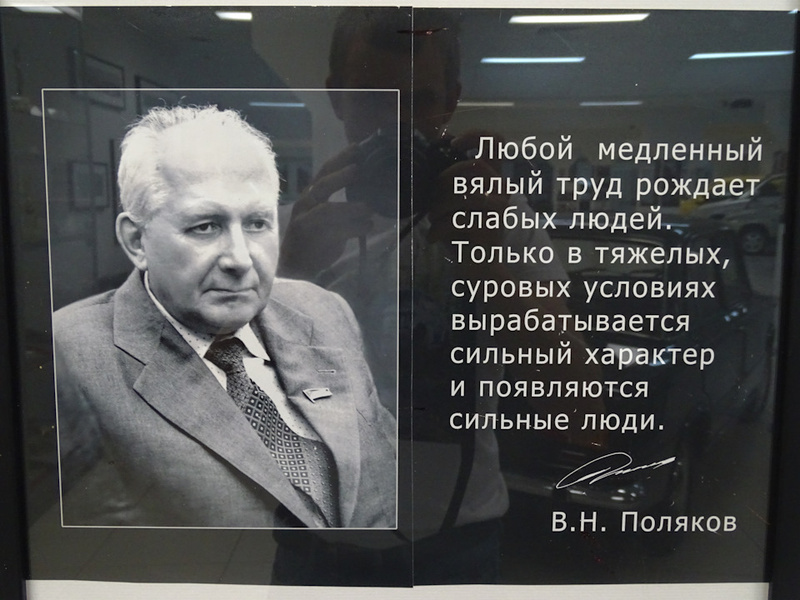 Любой медленный
вялый труд рождает
слабых людей.
Только в тяжелых,
суровых условиях
вырабатывается
сильный характер
и появляются
сильные люди.
В.Н. Поляков